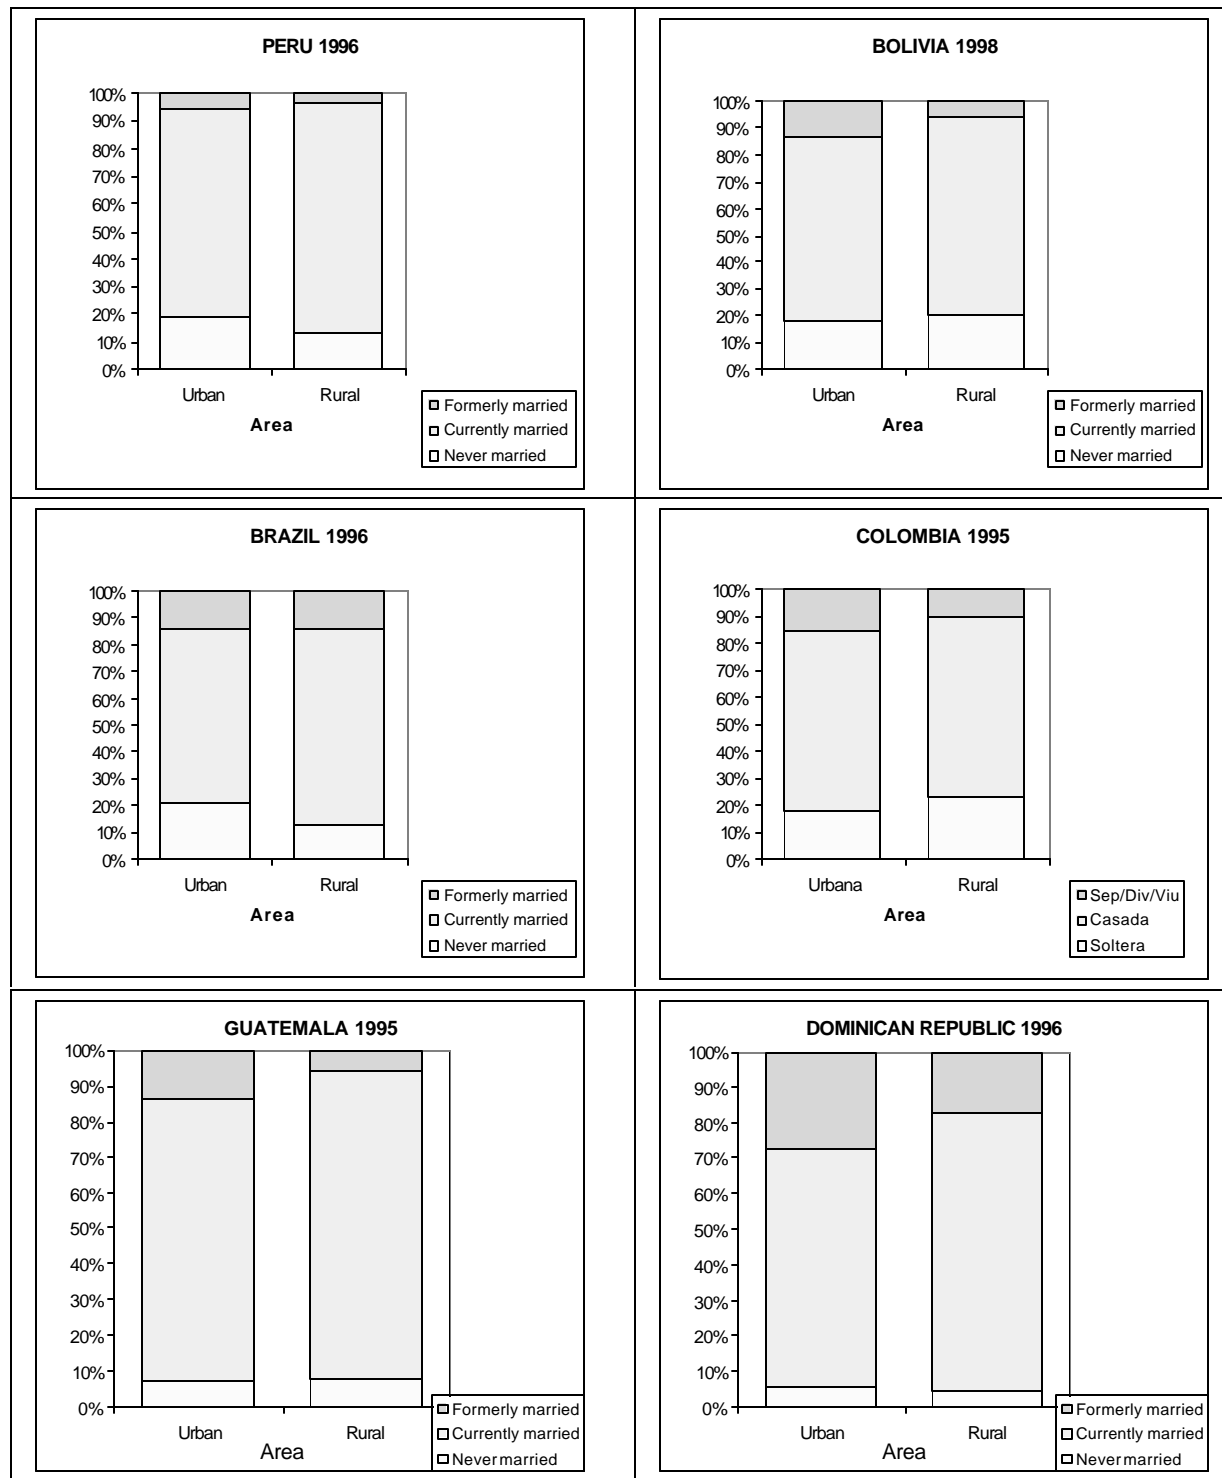 PERU 1996
100%
90%
80%
70%
60%
50%
40%
30%
20%
10%
0%
Urban Rural
Area
Formerly married
Currently married
Never married
BOLIVIA 1998
100%
90%
80%
70%
60%
50%
40%
30%
20%
10%
0%
Urban Rural
Area
Formerly married
Currently married
Never married
BRAZIL 1996
100%
90%
80%
70%
60%
50%
40%
30%
20%
10%
0%
Urban Rural
Area
Formerly married
Currently married
Never married
COLOMBIA 1995
100%
90%
80%
70%
60%
50%
40%
30%
20%
10%
0%
Urbana Rural
Area
Sep/Div/Viu
Casada
Soltera
GUATEMALA 1995
100%
90%
80%
70%
60%
50%
40%
30%
20%
10%
0%
Urban Rural
Area
Formerly married
Currently married
Never married
DOMINICAN REPUBLIC 1996
100%
90%
80%
70%
60%
50%
40%
30%
20%
10%
0%
Urban Rural
Area
Formerly married
Currently married
Never married